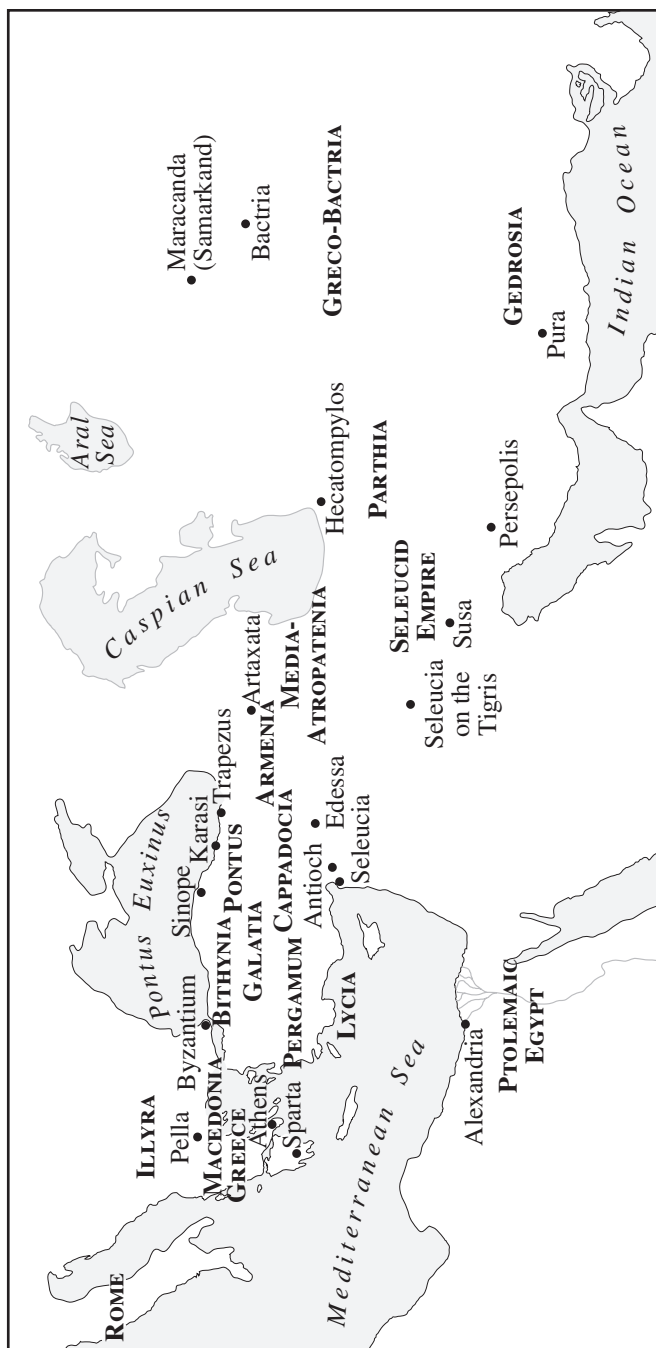 ROME
ILLYRA
Pella
MACEDONIA
GREECE
Athens
Sparta
Mediterranean Sea
Pontus Euxinus
Byzantium
BITHYNIA
GALATIA
PERGAMUM
LYCIA
Sinope
Karasi
Trapezus
PONTUS
CAPPADOCIA
ARMENIA
Artaxata
MEDIA-
ATROPATENIA
Antioch
Edessa
Seleucia
Alexandria
PTOLEMAIC
EGYPT
Caspian Sea
Aral
Sea
Hecatompylos
PARTHIA
SELEUCID
EMPIRE
Susa
Seleucia
on the
Tigris
Persepolis
Maracanda
(Samarkand)
Bactria
GRECO-BACTRIA
GEDROSIA
Pura
Indian Ocean